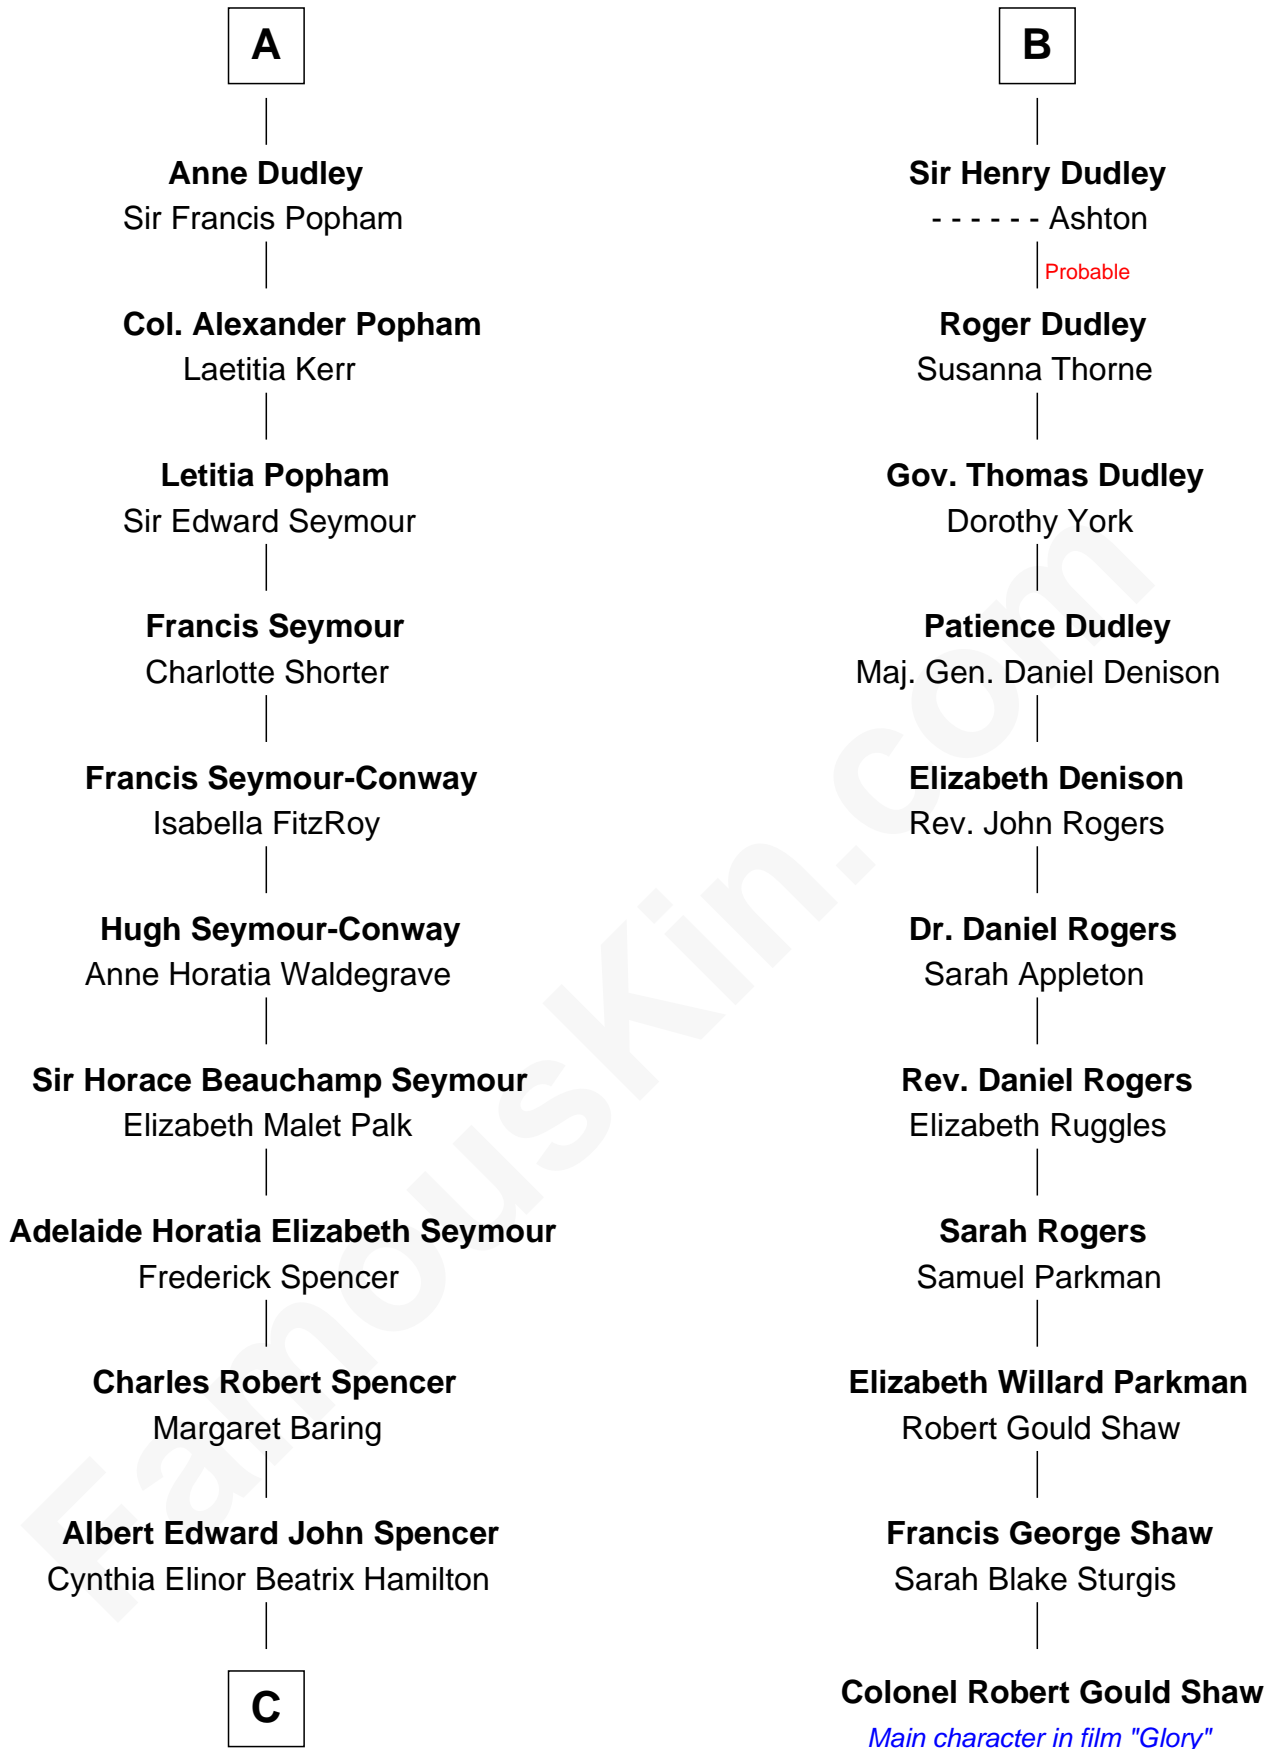 A
Anne Dudley
Sir Francis Popham
Col. Alexander Popham
Laetitia Kerr
Letitia Popham
Sir Edward Seymour
Francis Seymour
Charlotte Shorter
Francis Seymour-Conway
Isabella FitzRoy
Hugh Seymour-Conway
Anne Horatia Waldegrave
Sir Horace Beauchamp Seymour
Elizabeth Malet Palk
Adelaide Horatia Elizabeth Seymour
Frederick Spencer
Charles Robert Spencer
Margaret Baring
Albert Edward John Spencer
Cynthia Elinor Beatrix Hamilton
C
B
Sir Henry Dudley
- - - - - - Ashton
Probable
Roger Dudley
Susanna Thorne
Gov. Thomas Dudley
Dorothy York
Patience Dudley
Maj. Gen. Daniel Denison
Elizabeth Denison
Rev. John Rogers
Dr. Daniel Rogers
Sarah Appleton
Rev. Daniel Rogers
Elizabeth Ruggles
Sarah Rogers
Samuel Parkman
Elizabeth Willard Parkman
Robert Gould Shaw
Francis George Shaw
Sarah Blake Sturgis
Colonel Robert Gould Shaw
Main character in film "Glory"
FamousKin.com